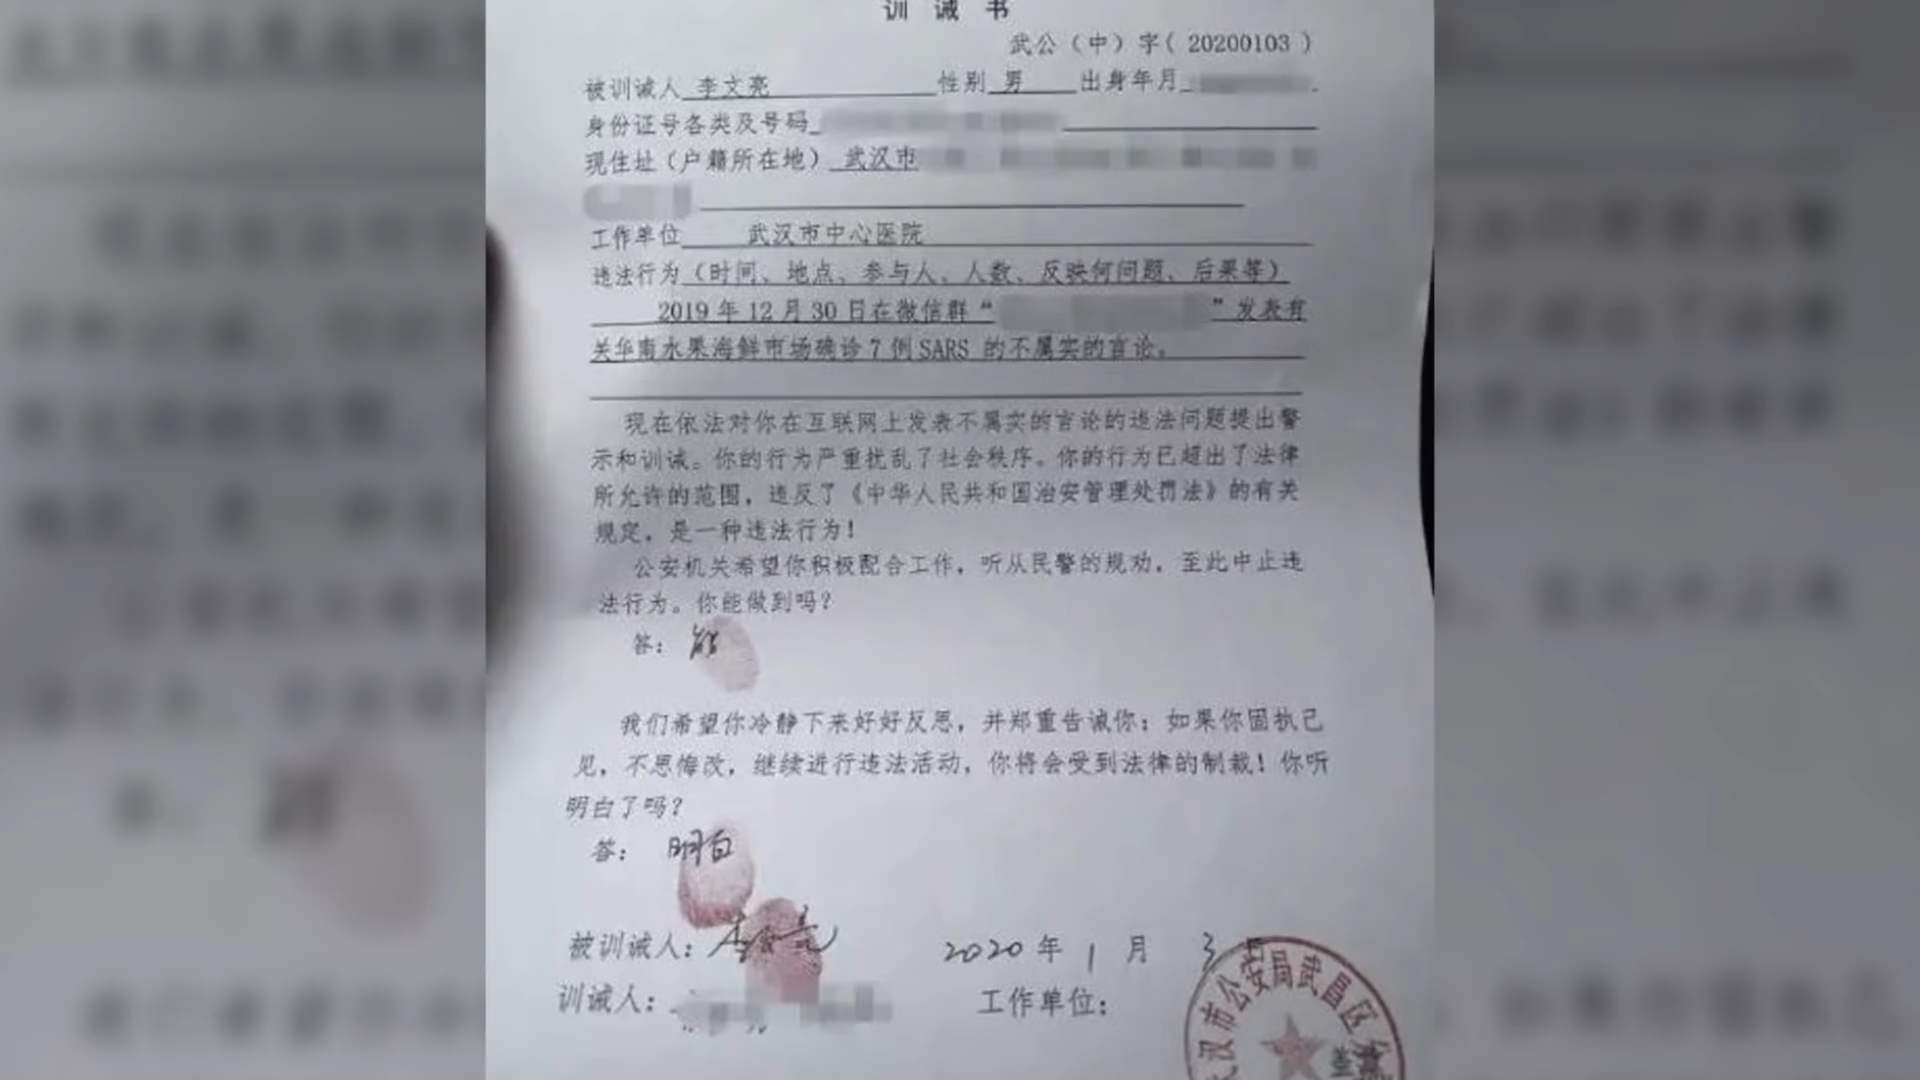 训诫书
武公（中）字（20200103）
被训诫人 李文亮 性别 男 出身年月
身份证号各类及号码
现住址（户籍所在地） 武汉市
工作单位 武汉市中心医院
违法行为（时间、地点、参与人、人数、反映何问题、后果等）
2019年12月30日在微信群“ ”发表有
关华南水果海鲜市场确诊7例SARS的不属实的言论。
现在依法对你在互联网上发表不属实的言论的违法问题提出警
示和训诫。你的行为严重扰乱了社会秩序。你的行为已超出了法律
所允许的范围，违反了《中华人民共和国治安管理处罚法》的有关
规定，是一种违法行为！
公安机关希望你积极配合工作，听从民警的规劝，至此中止违
法行为。你能做到吗？
答：能
我们希望你冷静下来好好反思，并郑重告诫你：如果你固执己
见，不思悔改，继续进行违法活动，你将会受到法律的制裁！你听
明白了吗？
答：明白
被训诫人：李文亮 2020年1月3日
训诫人： 工作单位：
汉市公安局武昌区分